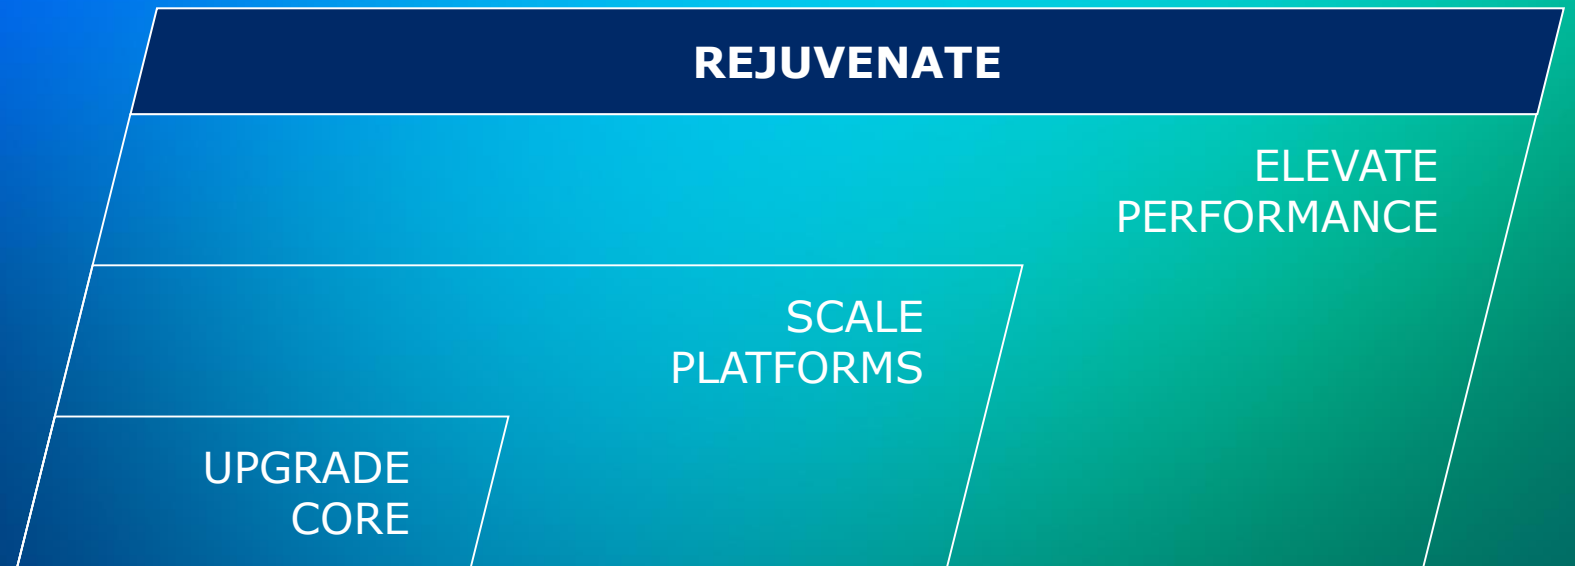 REJUVENATE
ELEVATE
PERFORMANCE
SCALE
PLATFORMS
UPGRADE
CORE